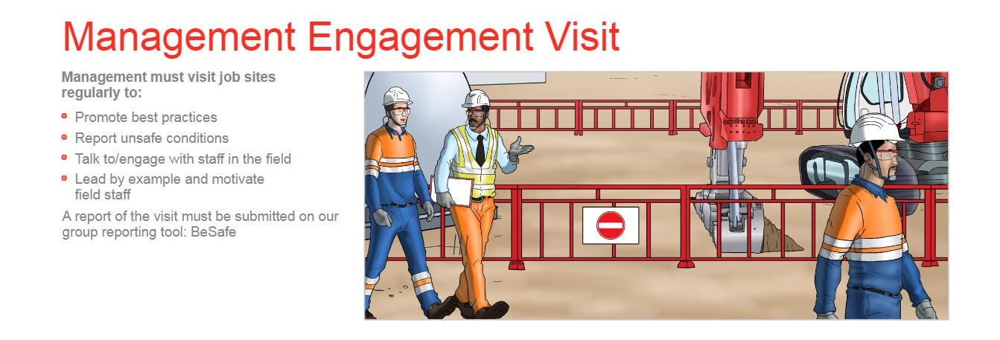 Management Engagement Visit
Management must visit job sites
regularly to:
Promote best practices
Report unsafe conditions
Talk to/engage with staff in the field
Lead by example and motivate
field staff
A report of the visit must be submitted on our
group reporting tool: BeSafe